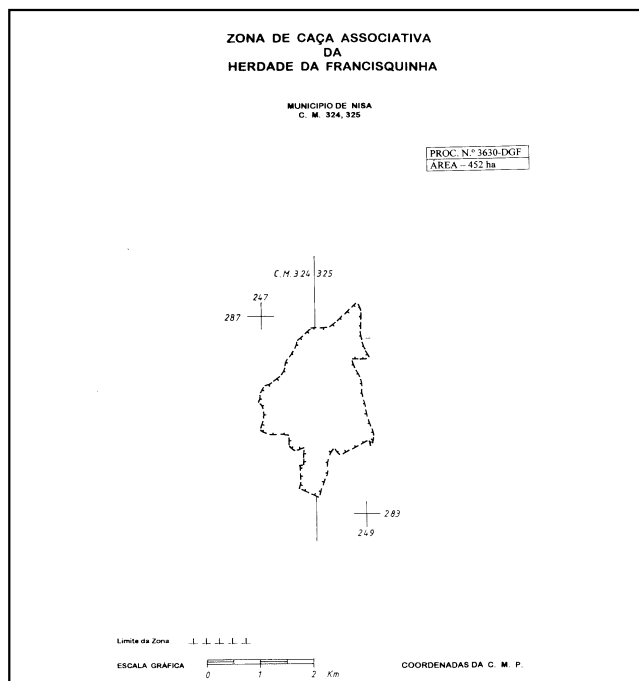 ZONA DE CAÇA ASSOCIATIVA
DA
HERDADE DA FRANCISQUINHA
MUNICIPIO DE NISA
C. M. 324, 325
PROC. N.º 3630-DGF
ÁREA – 452 ha
C.M. 324 325
247
287
283
249
Limite da Zona
ESCALA GRÁFICA
0 1 2 Km
COORDENADAS DA C. M. P.